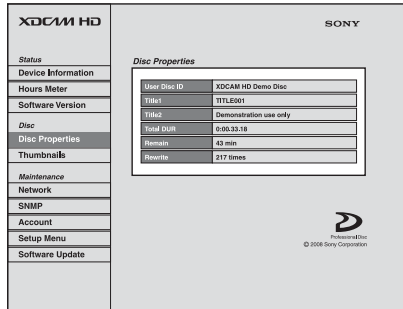 XDCAM HD
SONY
Status
Device Information
Hours Meter
Software Version
Disc
Disc Properties
Thumbnails
Maintenance
Network
SNMP
Account
Setup Menu
Software Update
Disc Properties
User Disc ID XDCAM HD Demo Disc
Title1 TITLE001
Title2 Demonstration use only
Total DUR 0:00.33.18
Remain 43 min
Rewrite 217 times
Professional Disc
© 2008 Sony Corporation